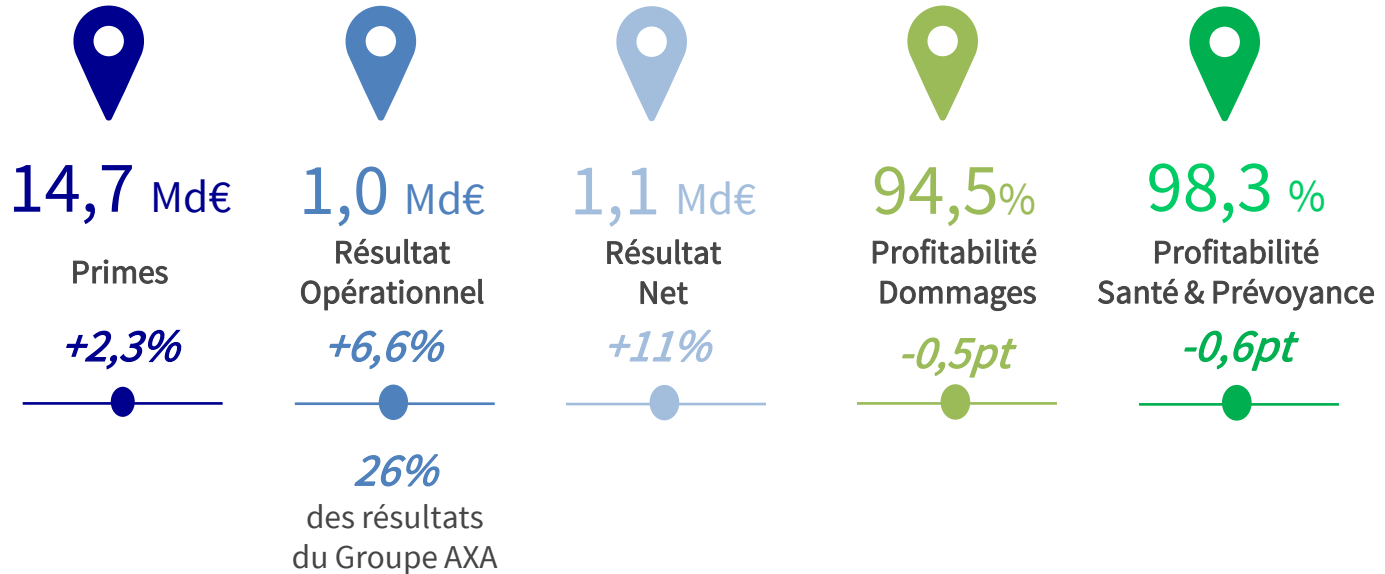 14,7 Md€
Primes
+2,3%
1,0 Md€
Résultat
Opérationnel
+6,6%
26%
des résultats
du Groupe AXA
1,1 Md€
Résultat
Net
+11%
94,5%
Profitabilité
Dommages
-0,5pt
98,3 %
Profitabilité
Santé & Prévoyance
-0,6pt